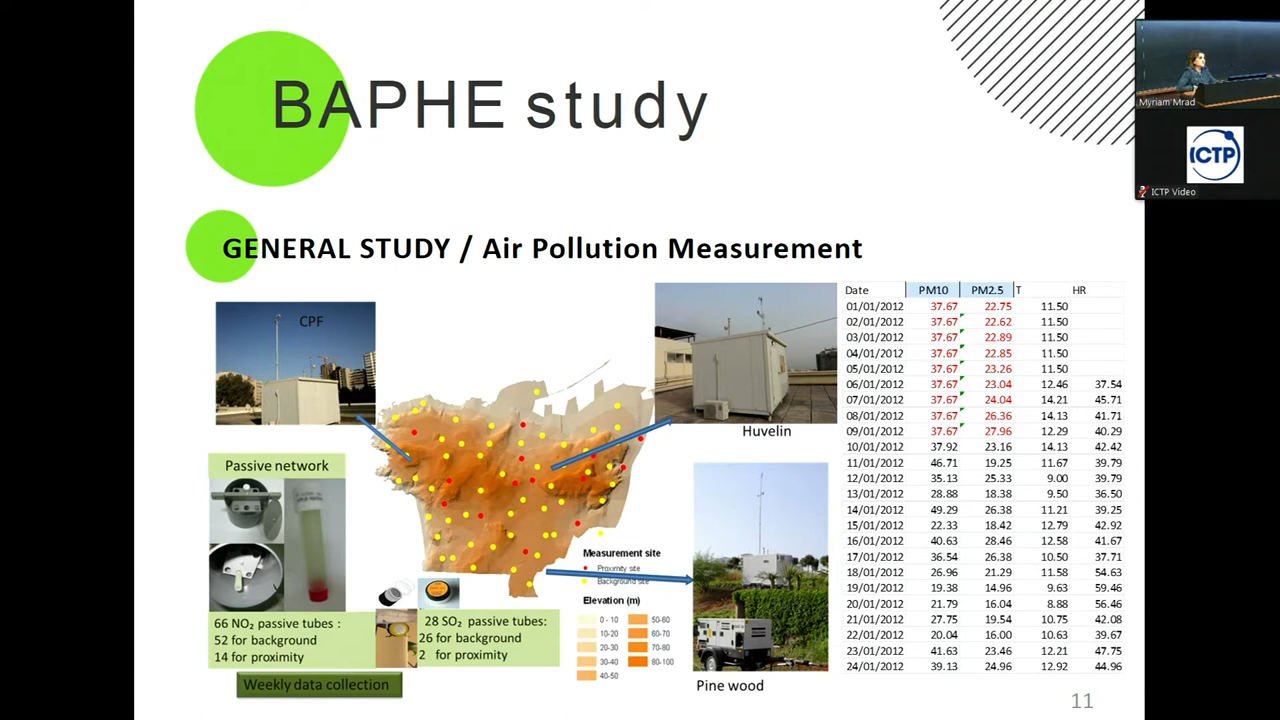 BAPHE study
GENERAL STUDY / Air Pollution Measurement
CPF
Huvelin
Passive network
66 NO₂ passive tubes :
52 for background
14 for proximity
28 SO₂ passive tubes:
26 for background
2 for proximity
Weekly data collection
Measurement site
Proximity site
Background site
Elevation (m)
0 - 10 50-60
10-20 60-70
20-30 70-80
30-40 80-100
40-50
Pine wood
Date PM10 PM2.5 T HR
01/01/2012 37.67 22.75 11.50
02/01/2012 37.67 22.62 11.50
03/01/2012 37.67 22.89 11.50
04/01/2012 37.67 22.85 11.50
05/01/2012 37.67 23.26 11.50
06/01/2012 37.67 23.04 12.46 37.54
07/01/2012 37.67 24.04 14.21 45.71
08/01/2012 37.67 26.36 14.13 41.71
09/01/2012 37.67 27.96 12.29 40.29
10/01/2012 37.92 23.16 14.13 42.42
11/01/2012 46.71 19.25 11.67 39.79
12/01/2012 35.13 25.33 9.00 39.79
13/01/2012 28.88 18.38 9.50 36.50
14/01/2012 49.29 26.38 11.21 39.25
15/01/2012 22.33 18.42 12.79 42.92
16/01/2012 40.63 28.46 12.58 41.67
17/01/2012 36.54 26.38 10.50 37.71
18/01/2012 26.96 21.29 11.58 54.63
19/01/2012 19.38 14.96 9.63 59.46
20/01/2012 21.79 16.04 8.88 56.46
21/01/2012 27.75 19.54 10.75 42.08
22/01/2012 20.04 16.00 10.63 39.67
23/01/2012 41.63 23.46 12.21 47.75
24/01/2012 39.13 24.96 12.92 44.96
11
Myriam Mrad
ICTP
ICTP Video